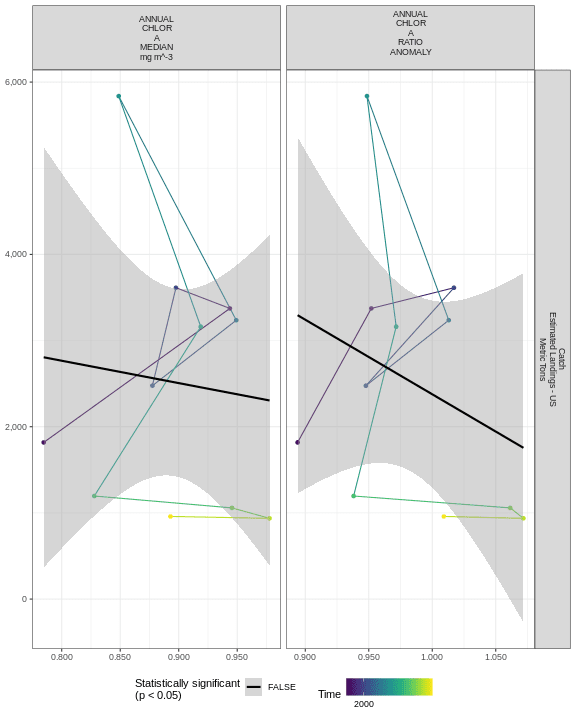 ANNUAL
CHLOR
A
MEDIAN
mg m^-3
ANNUAL
CHLOR
A
RATIO
ANOMALY
6,000
4,000
2,000
0
Catch
Estimated Landings - US
Metric Tons
0.800
0.850
0.900
0.950
0.900
0.950
1.000
1.050
Statistically significant
(p < 0.05)
FALSE
Time
2000